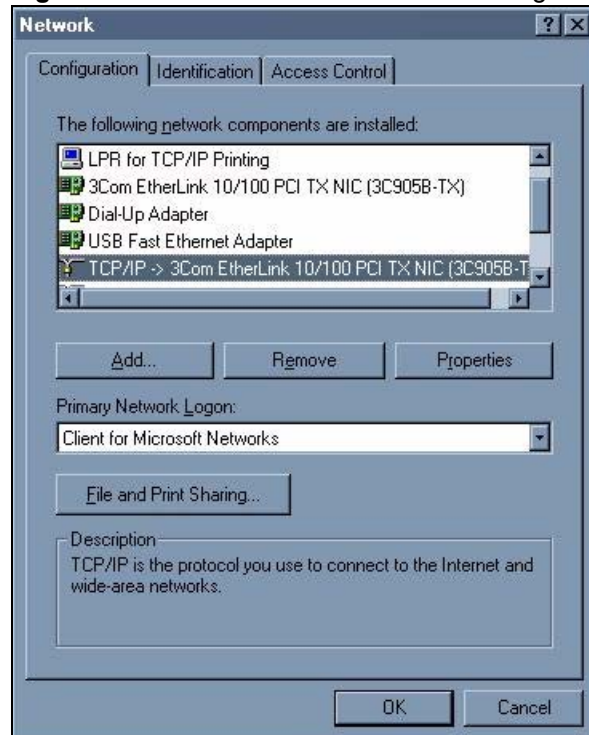 Network
Configuration
Identification
Access Control
The following network components are installed:
LPR for TCP/IP Printing
3Com EtherLink 10/100 PCI TX NIC (3C905B-TX)
Dial-Up Adapter
USB Fast Ethernet Adapter
TCP/IP -> 3Com EtherLink 10/100 PCI TX NIC (3C905B-T
Add...
Remove
Properties
Primary Network Logon:
Client for Microsoft Networks
File and Print Sharing...
Description
TCP/IP is the protocol you use to connect to the Internet and
wide-area networks.
OK
Cancel